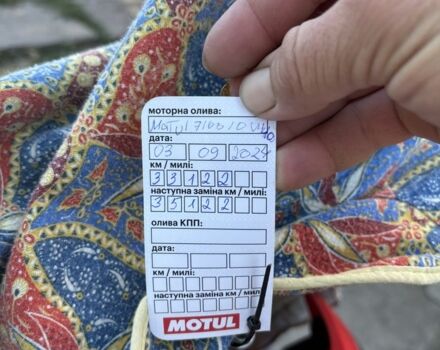 моторна олива:
Motul 7100 10W40
дата:
03 09 2024
км / милі:
33122
наступна заміна км / милі:
35122
олива КПП:
дата:
км / милі:
наступна заміна км / милі:
MOTUL